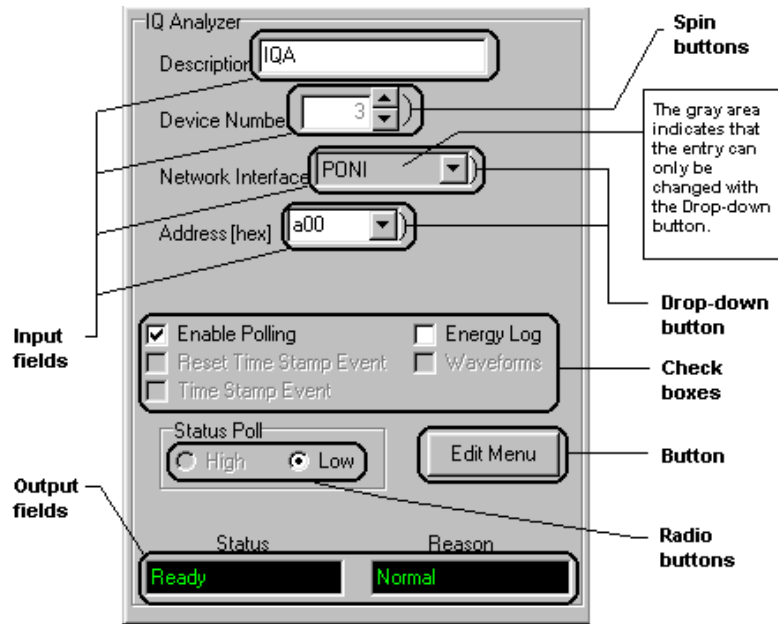 IQ Analyzer
Description
IQA
Spin
buttons
Device Numbe
3
The gray area
indicates that
the entry can
only be
changed with
the Drop-down
button.
Network Interface
PONI
Address [hex]
a00
Drop-down
button
Input
fields
Enable Polling
Energy Log
Reset Time Stamp Event
Waveforms
Time Stamp Event
Check
boxes
Status Poll
High
Low
Edit Menu
Button
Output
fields
Radio
buttons
Status
Reason
Ready
Normal